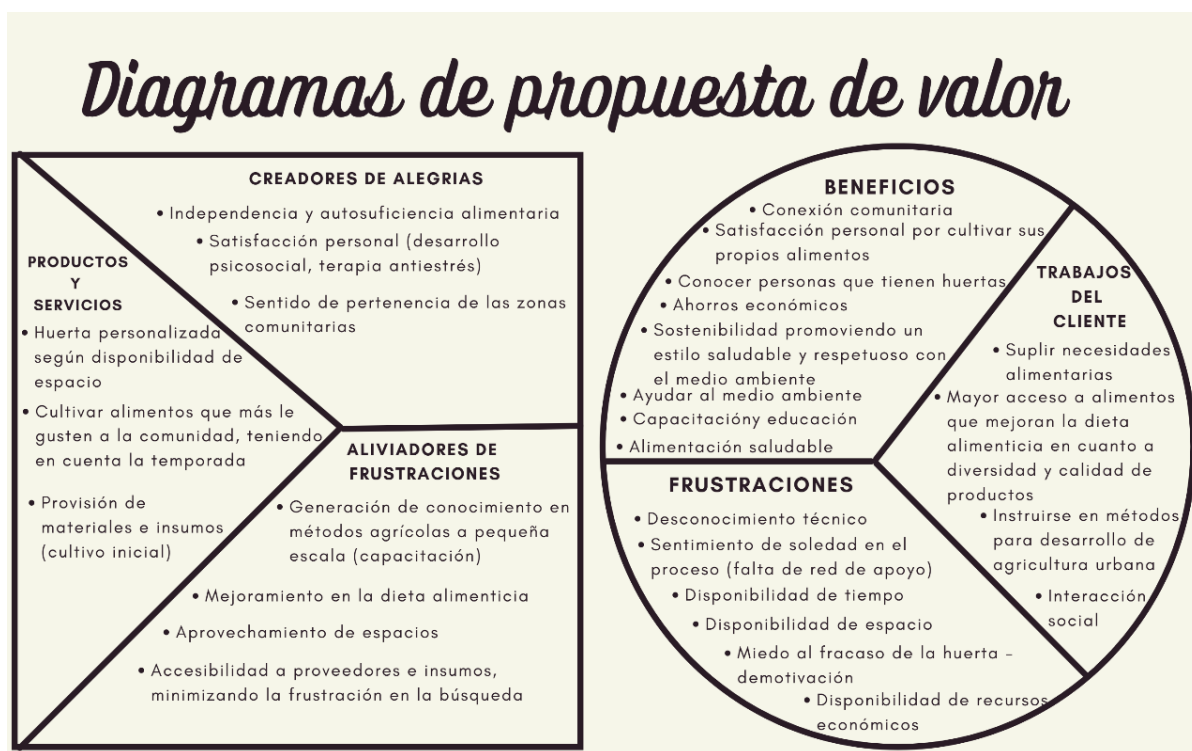 Diagramas de propuesta de valor
CREADORES DE ALEGRIAS
• Independencia y autosuficiencia alimentaria
• Satisfacción personal (desarrollo
psicosocial, terapia antiestrés)
• Sentido de pertenencia de las zonas
comunitarias
PRODUCTOS
Y
SERVICIOS
• Huerta personalizada
según disponibilidad de
espacio
• Cultivar alimentos que más le
gusten a la comunidad, teniendo
en cuenta la temporada
• Provisión de
materiales e insumos
(cultivo inicial)
ALIVIADORES DE
FRUSTRACIONES
• Generación de conocimiento en
métodos agrícolas a pequeña
escala (capacitación)
• Mejoramiento en la dieta alimenticia
• Aprovechamiento de espacios
• Accesibilidad a proveedores e insumos,
minimizando la frustración en la búsqueda
BENEFICIOS
• Conexión comunitaria
• Satisfacción personal por cultivar sus
propios alimentos
• Conocer personas que tienen huertas
• Ahorros económicos
• Sostenibilidad promoviendo un
estilo saludable y respetuoso con
el medio ambiente
• Ayudar al medio ambiente
• Capacitacióny educación
• Alimentación saludable
TRABAJOS
DEL
CLIENTE
• Suplir necesidades
alimentarias
• Mayor acceso a alimentos
que mejoran la dieta
alimenticia en cuanto a
diversidad y calidad de
productos
• Instruirse en métodos
para desarrollo de
agricultura urbana
• Interacción
social
FRUSTRACIONES
• Desconocimiento técnico
• Sentimiento de soledad en el
proceso (falta de red de apoyo)
• Disponibilidad de tiempo
• Disponibilidad de espacio
• Miedo al fracaso de la huerta –
demotivación
• Disponibilidad de recursos
económicos